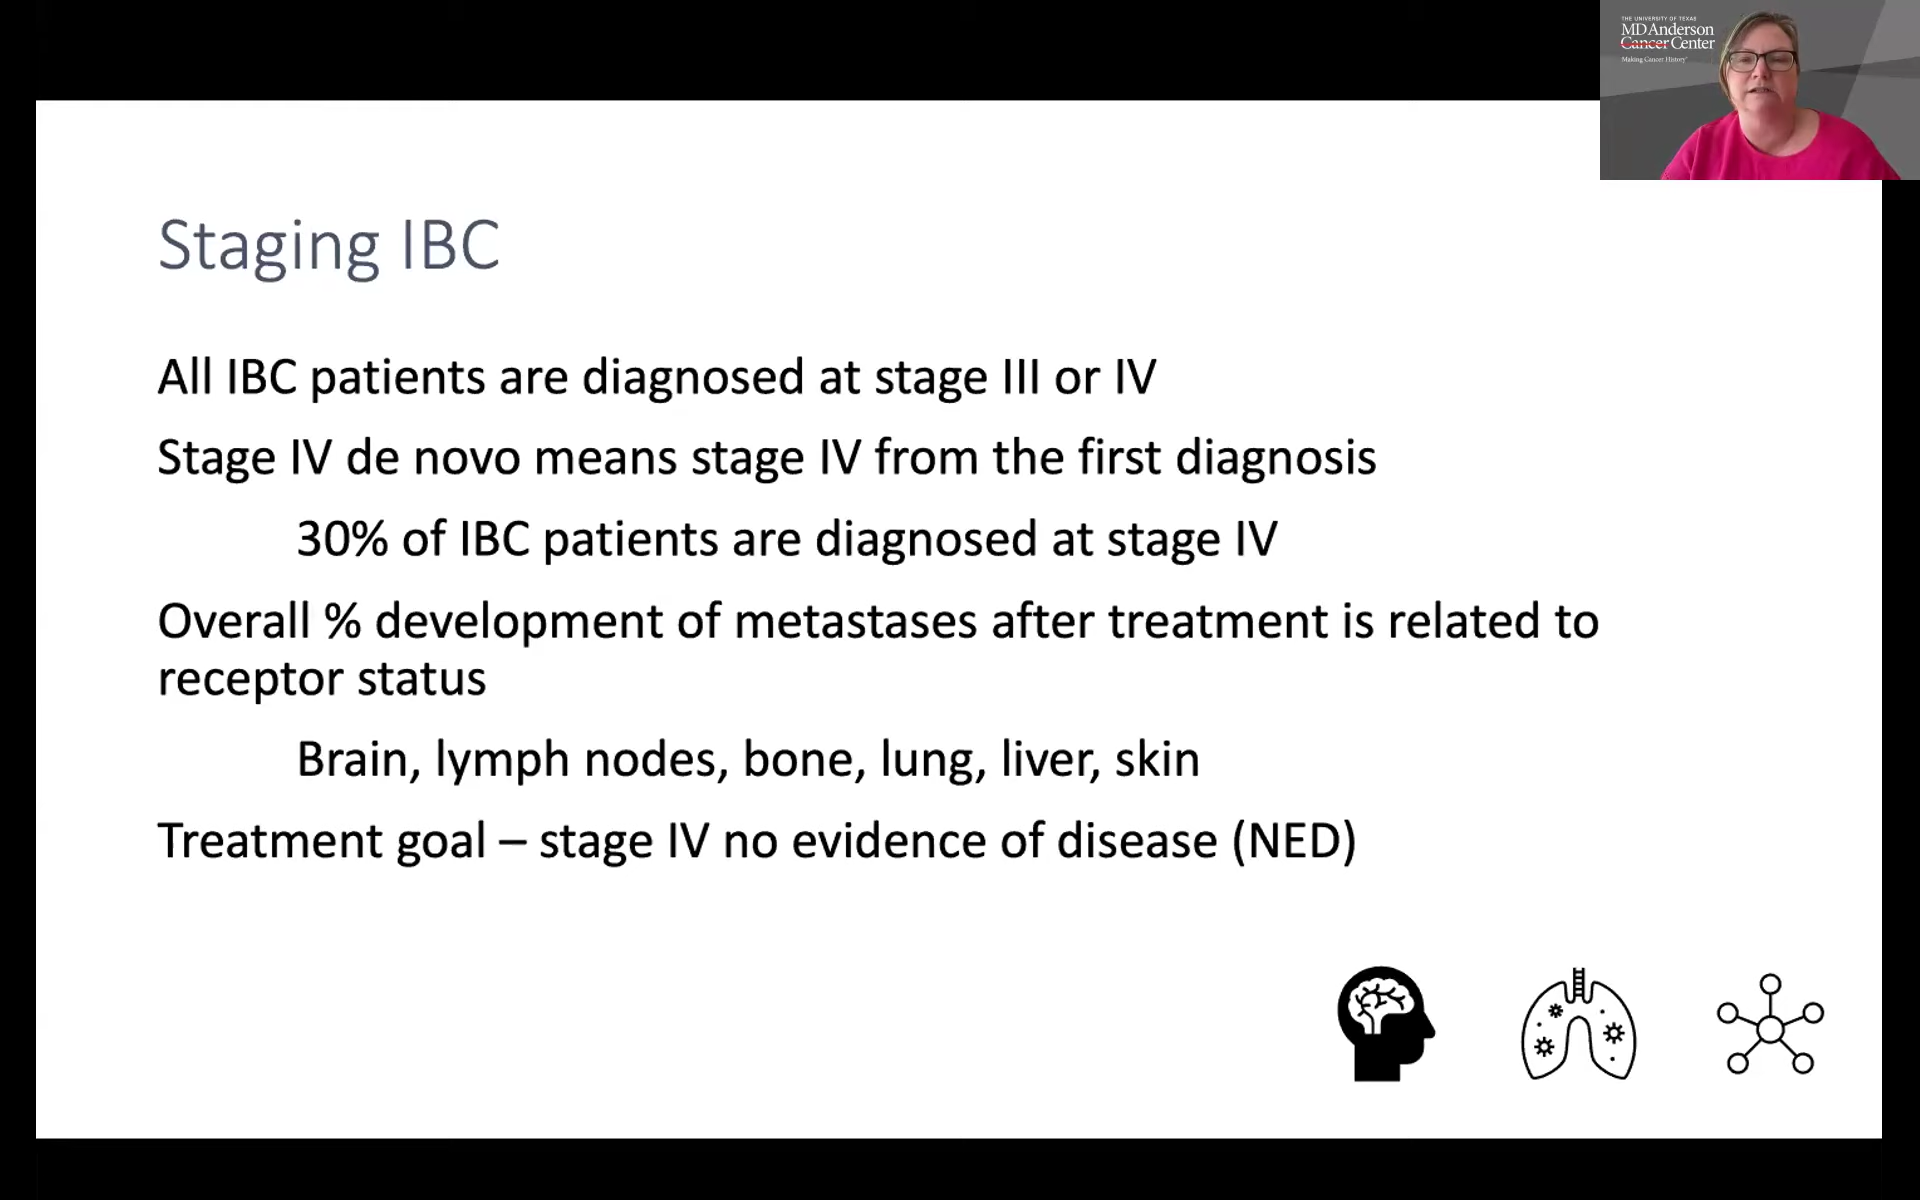 THE UNIVERSITY OF TEXAS
MD Anderson
Cancer Center
Making Cancer History®
Staging IBC
All IBC patients are diagnosed at stage III or IV
Stage IV de novo means stage IV from the first diagnosis
30% of IBC patients are diagnosed at stage IV
Overall % development of metastases after treatment is related to
receptor status
Brain, lymph nodes, bone, lung, liver, skin
Treatment goal – stage IV no evidence of disease (NED)